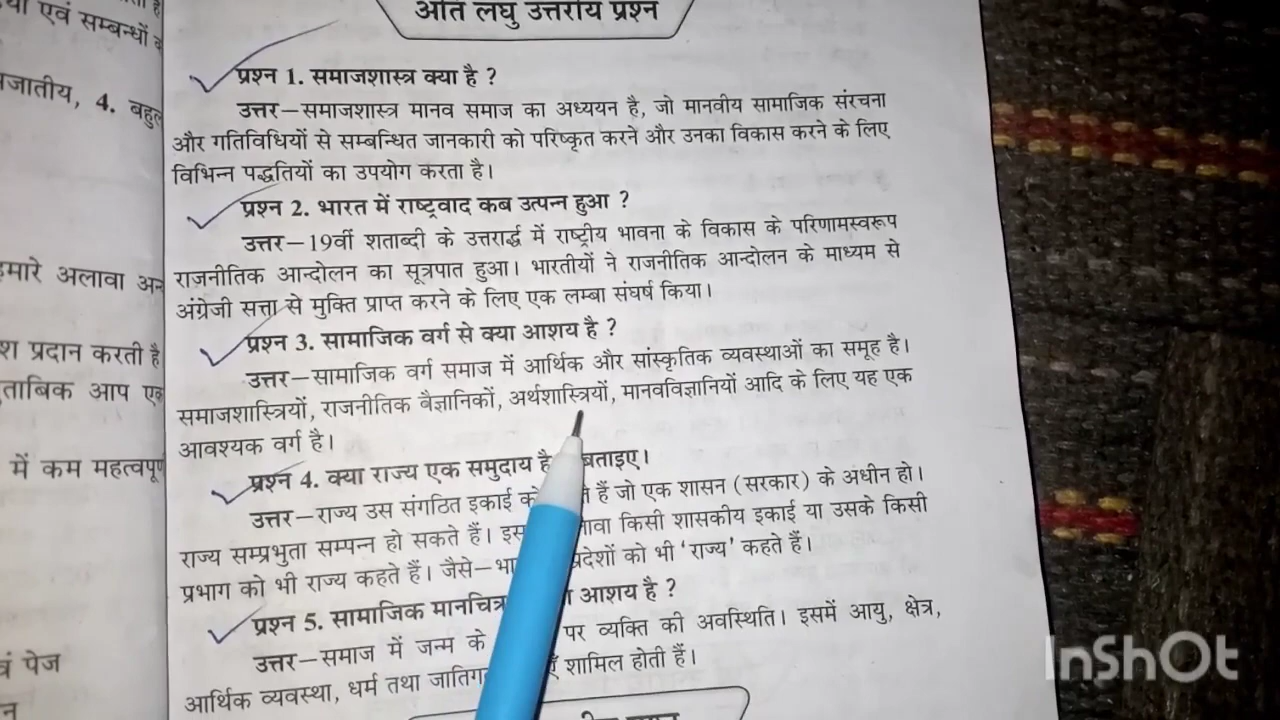 अति लघु उत्तरीय प्रश्न
एवं सम्बन्धों
प्रश्न 1. समाजशास्त्र क्या है ?
उत्तर–समाजशास्त्र मानव समाज का अध्ययन है, जो मानवीय सामाजिक संरचना
और गतिविधियों से सम्बन्धित जानकारी को परिष्कृत करने और उनका विकास करने के लिए
विभिन्न पद्धतियों का उपयोग करता है।
4.
प्रश्न 2. भारत में राष्ट्रवाद कब उत्पन्न हुआ ?
उत्तर–19वीं शताब्दी के उत्तरार्द्ध में राष्ट्रीय भावना के विकास के परिणामस्वरूप
राजनीतिक आन्दोलन का सूत्रपात हुआ। भारतीयों ने राजनीतिक आन्दोलन के माध्यम से
अंग्रेजी सत्ता से मुक्ति प्राप्त करने के लिए एक लम्बा संघर्ष किया।
हमारे अलावा
प्रश्न 3. सामाजिक वर्ग से क्या आशय है ?
उत्तर–सामाजिक वर्ग समाज में आर्थिक और सांस्कृतिक व्यवस्थाओं का समूह है।
समाजशास्त्रियों, राजनीतिक वैज्ञानिकों, अर्थशास्त्रियों, मानवविज्ञानियों आदि के लिए यह एक
आवश्यक वर्ग है।
प्रदान करती है
आप
प्रश्न 4. क्या राज्य एक समुदाय है बताइए।
उत्तर–राज्य उस संगठित इकाई को हैं जो एक शासन (सरकार) के अधीन हो।
राज्य सम्प्रभुता सम्पन्न हो सकते हैं। किसी शासकीय इकाई या उसके किसी
प्रभाग को भी राज्य कहते हैं। जैसे– को भी ‘राज्य’ कहते हैं।
में कम महत्वपूर्ण
प्रश्न 5. सामाजिक आशय है ?
उत्तर–समाज में जन्म के पर व्यक्ति की अवस्थिति। इसमें आयु, क्षेत्र,
आर्थिक व्यवस्था, धर्म तथा शामिल होती हैं।
पेज
InShOt